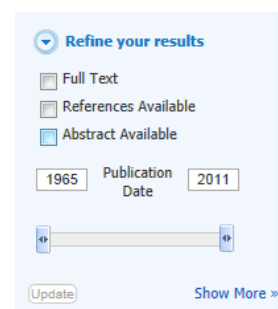 Refine your results
Full Text
References Available
Abstract Available
1965 Publication Date 2011
Update Show More »